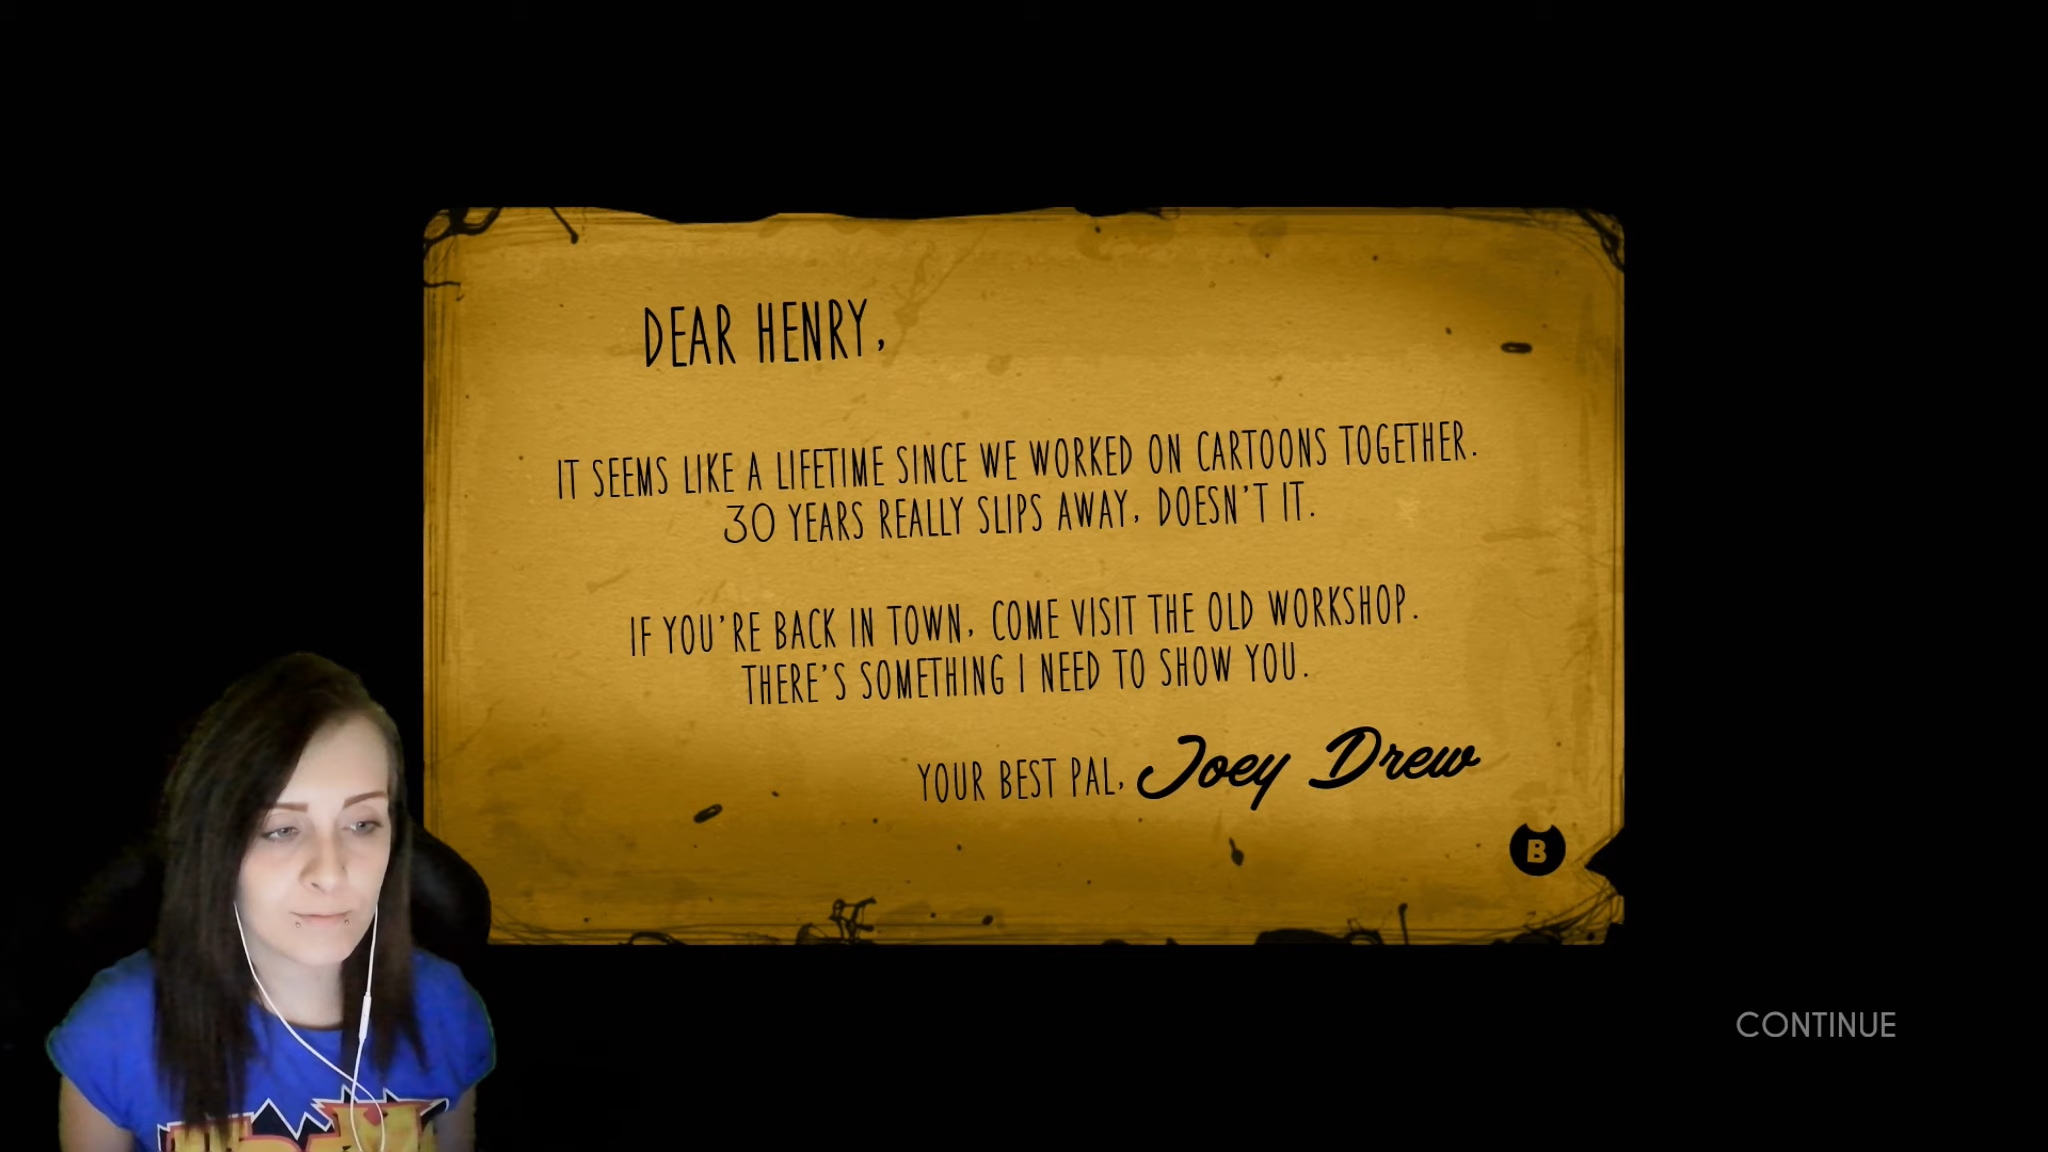 DEAR HENRY,
IT SEEMS LIKE A LIFETIME SINCE WE WORKED ON CARTOONS TOGETHER.
30 YEARS REALLY SLIPS AWAY, DOESN'T IT.
IF YOU'RE BACK IN TOWN, COME VISIT THE OLD WORKSHOP.
THERE'S SOMETHING I NEED TO SHOW YOU.
YOUR BEST PAL, Joey Drew
B
CONTINUE